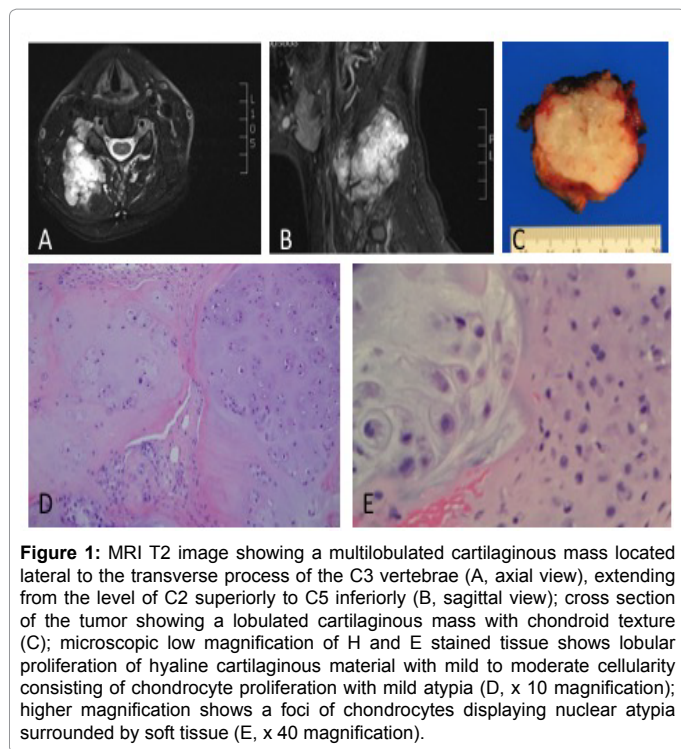 A
B
C
D
E
Figure 1: MRI T2 image showing a multilobulated cartilaginous mass located
lateral to the transverse process of the C3 vertebrae (A, axial view), extending
from the level of C2 superiorly to C5 inferiorly (B, sagittal view); cross section
of the tumor showing a lobulated cartilaginous mass with chondroid texture
(C); microscopic low magnification of H and E stained tissue shows lobular
proliferation of hyaline cartilaginous material with mild to moderate cellularity
consisting of chondrocyte proliferation with mild atypia (D, x 10 magnification);
higher magnification shows a foci of chondrocytes displaying nuclear atypia
surrounded by soft tissue (E, x 40 magnification).